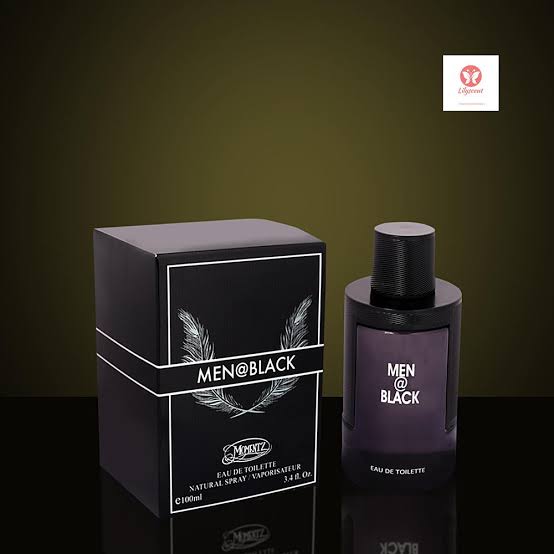 Lilyscent
MEN@BLACK
MOMENTZ
EAU DE TOILETTE
NATURAL SPRAY / VAPORISATEUR
℮100ml
3.4 fl. Oz.
MEN
@
BLACK
EAU DE TOILETTE